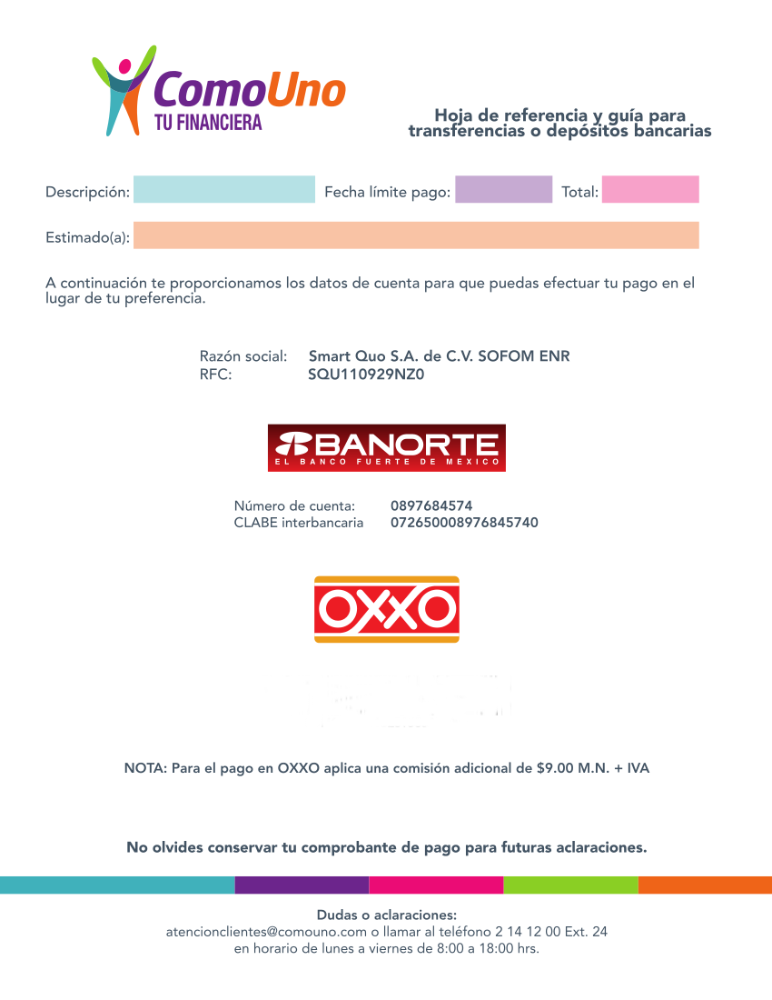 ComoUno
TU FINANCIERA
Hoja de referencia y guía para
transferencias o depósitos bancarias
Descripción: Fecha límite pago: Total:
Estimado(a):
A continuación te proporcionamos los datos de cuenta para que puedas efectuar tu pago en el
lugar de tu preferencia.
Razón social: Smart Quo S.A. de C.V. SOFOM ENR
RFC: SQU110929NZ0
BANORTE
EL BANCO FUERTE DE MEXICO
Número de cuenta: 0897684574
CLABE interbancaria 072650008976845740
OXXO
NOTA: Para el pago en OXXO aplica una comisión adicional de $9.00 M.N. + IVA
No olvides conservar tu comprobante de pago para futuras aclaraciones.
Dudas o aclaraciones:
atencionclientes@comouno.com o llamar al teléfono 2 14 12 00 Ext. 24
en horario de lunes a viernes de 8:00 a 18:00 hrs.